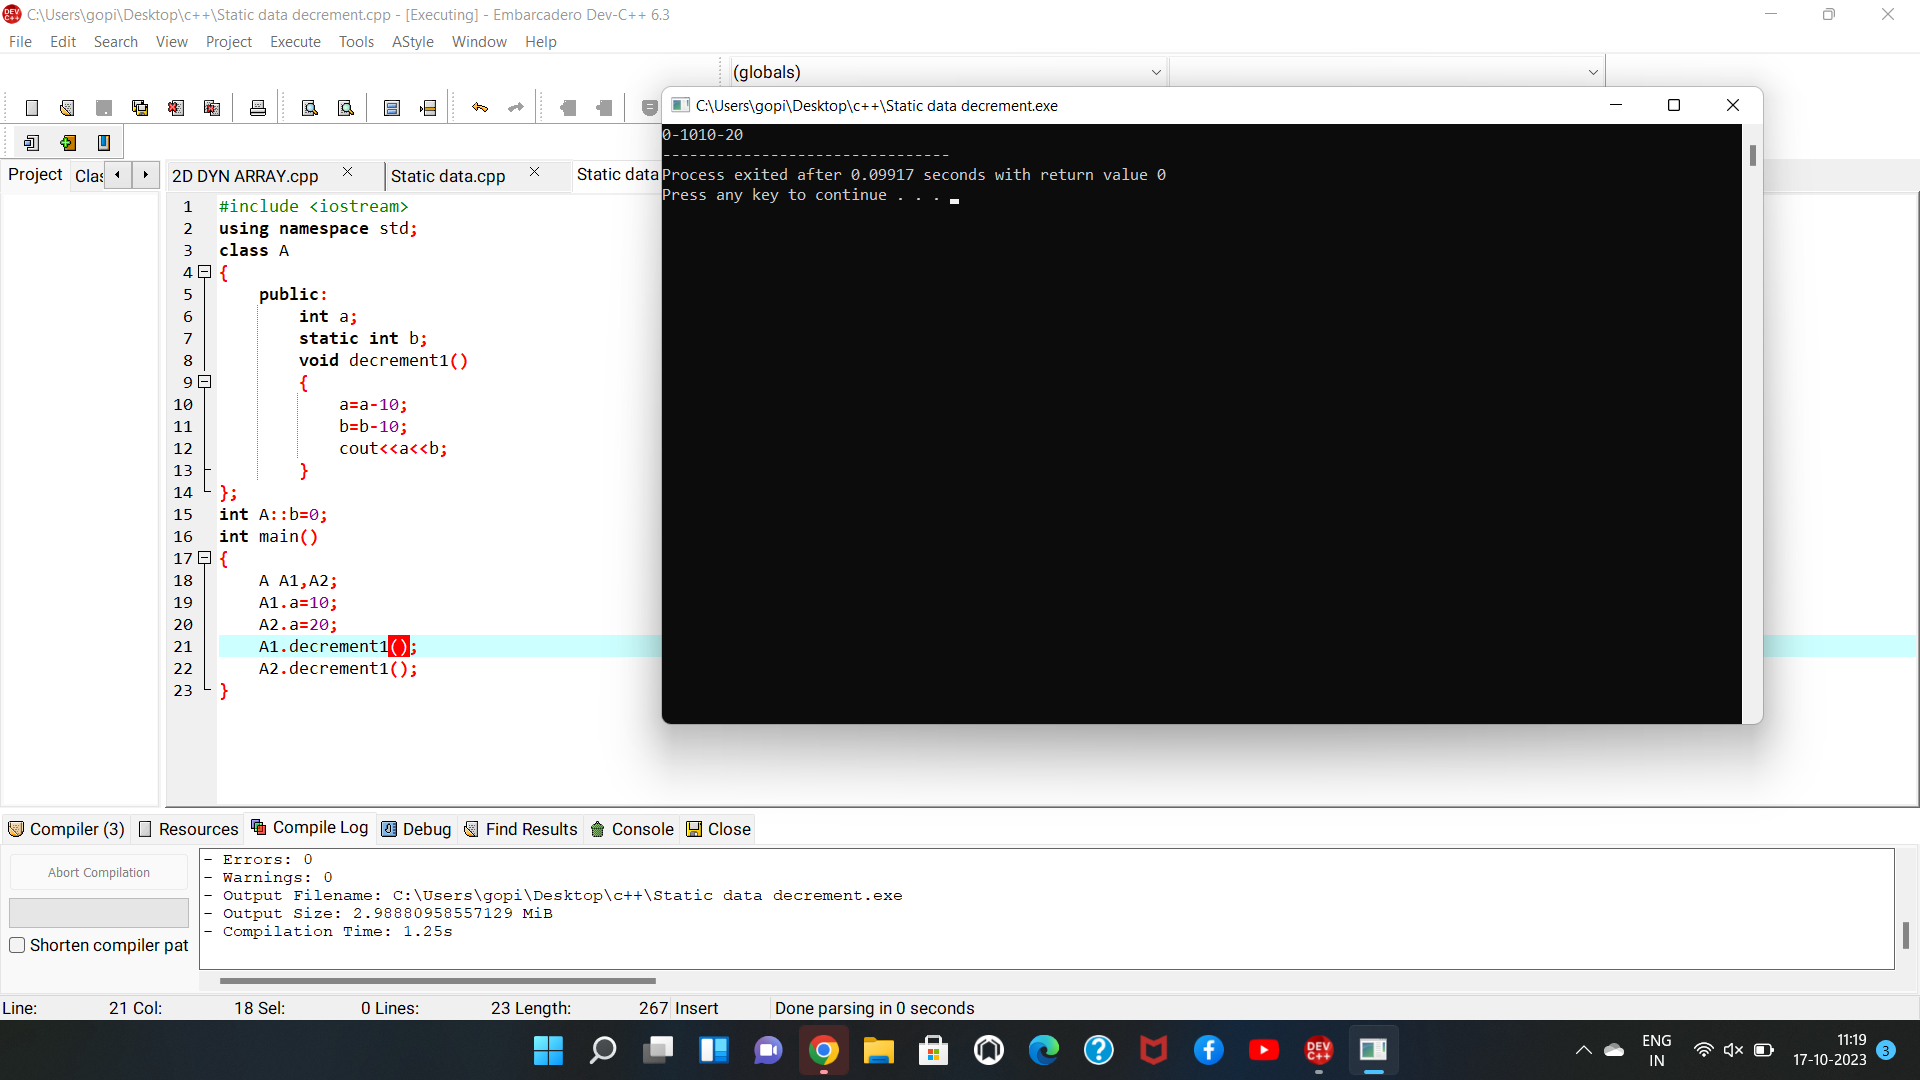 C:\Users\gopi\Desktop\c++\Static data decrement.cpp - [Executing] - Embarcadero Dev-C++ 6.3
File Edit Search View Project Execute Tools AStyle Window Help
(globals)
C:\Users\gopi\Desktop\c++\Static data decrement.exe
0-1010-20
--------------------------------
Process exited after 0.09917 seconds with return value 0
Press any key to continue . . .
Project Clas 2D DYN ARRAY.cpp Static data.cpp Static data
1 #include <iostream>
2 using namespace std;
3 class A
4 {
5 public:
6 int a;
7 static int b;
8 void decrement1()
9 {
10 a=a-10;
11 b=b-10;
12 cout<<a<<b;
13 }
14 };
15 int A::b=0;
16 int main()
17 {
18 A A1,A2;
19 A1.a=10;
20 A2.a=20;
21 A1.decrement1();
22 A2.decrement1();
23 }
Compiler (3) Resources Compile Log Debug Find Results Console Close
Abort Compilation
Shorten compiler pat
- Errors: 0
- Warnings: 0
- Output Filename: C:\Users\gopi\Desktop\c++\Static data decrement.exe
- Output Size: 2.98880958557129 MiB
- Compilation Time: 1.25s
Line: 21 Col: 18 Sel: 0 Lines: 23 Length: 267 Insert Done parsing in 0 seconds
DEV C++
ENG
IN
11:19
17-10-2023
3